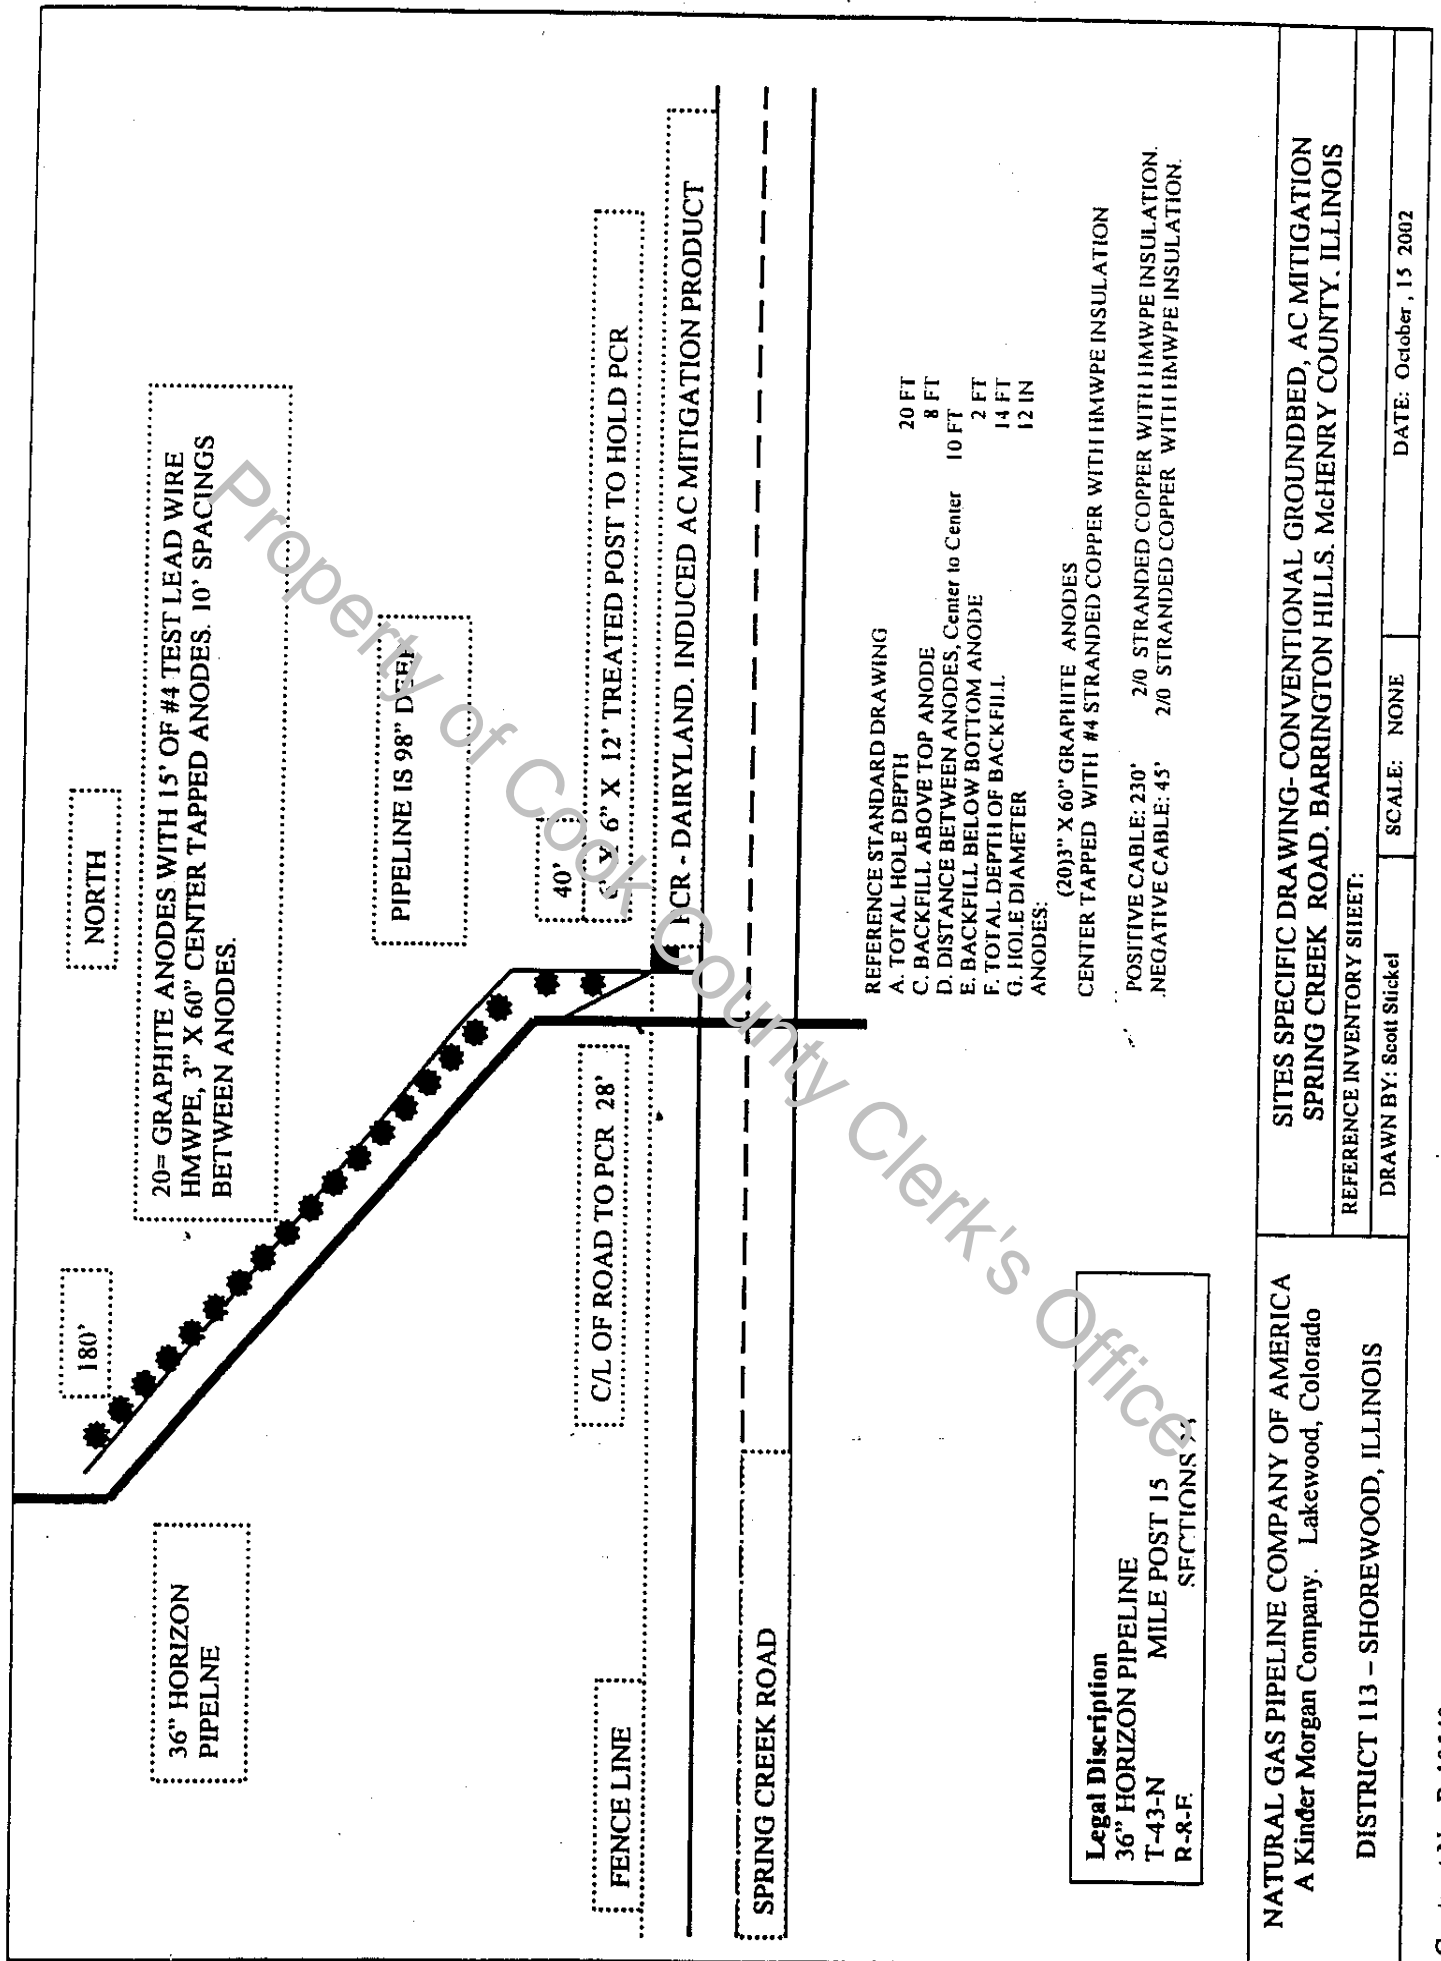 NORTH
180'
20= GRAPHITE ANODES WITH 15' OF #4 TEST LEAD WIRE
HMWPE, 3" X 60" CENTER TAPPED ANODES. 10' SPACINGS
BETWEEN ANODES.
36" HORIZON
PIPELNE
PIPELINE IS 98" DEEP
40'
6" X 6" X 12' TREATED POST TO HOLD PCR
C/L OF ROAD TO PCR 28'
FENCE LINE
PCR - DAIRYLAND. INDUCED AC MITIGATION PRODUCT
SPRING CREEK ROAD
REFERENCE STANDARD DRAWING
A. TOTAL HOLE DEPTH 20 FT
C. BACKFILL ABOVE TOP ANODE 8 FT
D. DISTANCE BETWEEN ANODES, Center to Center 10 FT
E. BACKFILL BELOW BOTTOM ANODE 2 FT
F. TOTAL DEPTH OF BACKFILL 14 FT
G. HOLE DIAMETER 12 IN
ANODES:
(20)3" X 60" GRAPHITE ANODES
CENTER TAPPED WITH #4 STRANDED COPPER WITH HMWPE INSULATION
POSITIVE CABLE: 230' 2/0 STRANDED COPPER WITH HMWPE INSULATION.
NEGATIVE CABLE: 45' 2/0 STRANDED COPPER WITH HMWPE INSULATION.
Legal Discription
36" HORIZON PIPELINE
T-43-N MILE POST 15
R-8-E. SECTIONS
NATURAL GAS PIPELINE COMPANY OF AMERICA
A Kinder Morgan Company. Lakewood, Colorado
DISTRICT 113 – SHOREWOOD, ILLINOIS
SITES SPECIFIC DRAWING- CONVENTIONAL GROUNDBED, AC MITIGATION
SPRING CREEK ROAD. BARRINGTON HILLS. McHENRY COUNTY. ILLINOIS
REFERENCE INVENTORY SHEET:
DRAWN BY: Scott Stickel
SCALE: NONE
DATE: October, 15 2002
Property of Cook County Clerk's Office